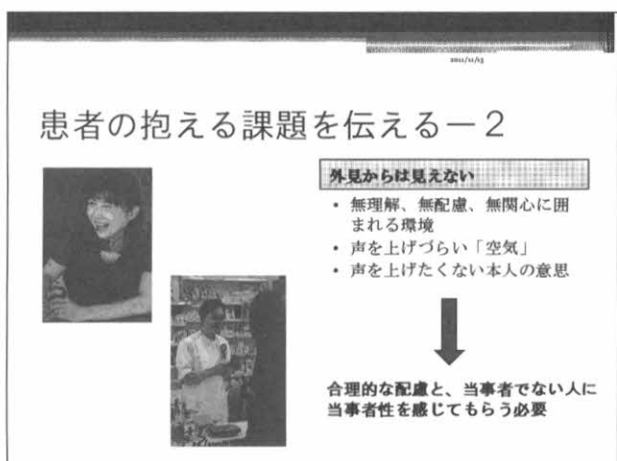 患者の抱える課題を伝えるー２
外見からは見えない
・ 無理解、無配慮、無関心に囲
まれる環境
・ 声を上げづらい「空気」
・ 声を上げたくない本人の意思
合理的な配慮と、当事者でない人に
当事者性を感じてもらう必要